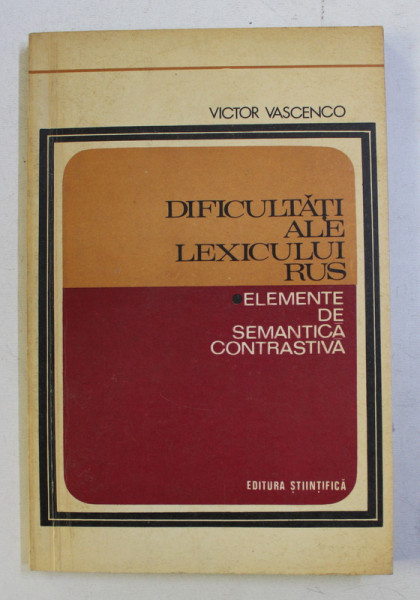 VICTOR VASCENCO
DIFICULTĂȚI
ALE
LEXICULUI
RUS
•ELEMENTE
DE
SEMANTICĂ
CONTRASTIVĂ
EDITURA ȘTIINȚIFICĂ